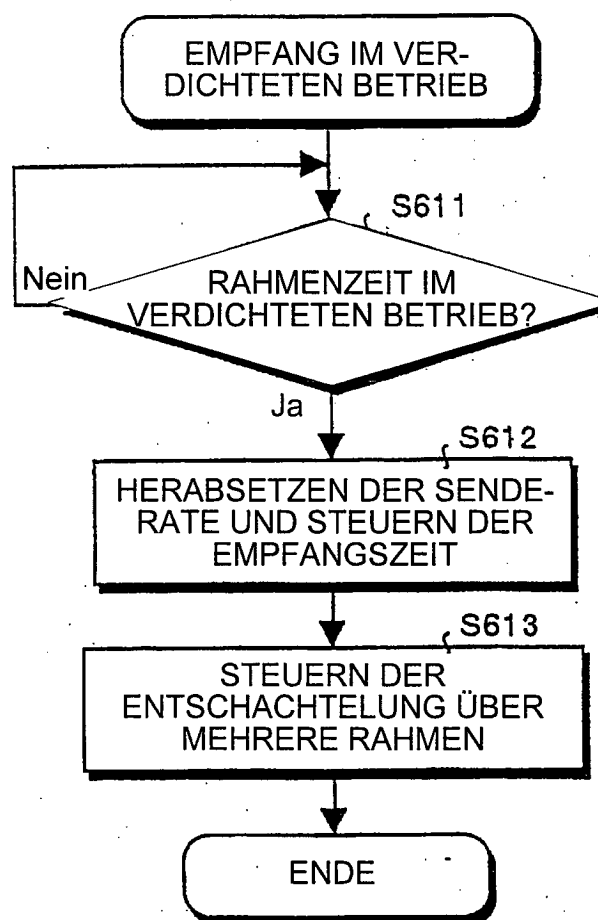 EMPFANG IM VER-
DICHTETEN BETRIEB
S611
Nein
RAHMENZEIT IM
VERDICHTETEN BETRIEB?
Ja
S612
HERABSETZEN DER SENDE-
RATE UND STEUERN DER
EMPFANGSZEIT
S613
STEUERN DER
ENTSCHACHTELUNG ÜBER
MEHRERE RAHMEN
ENDE